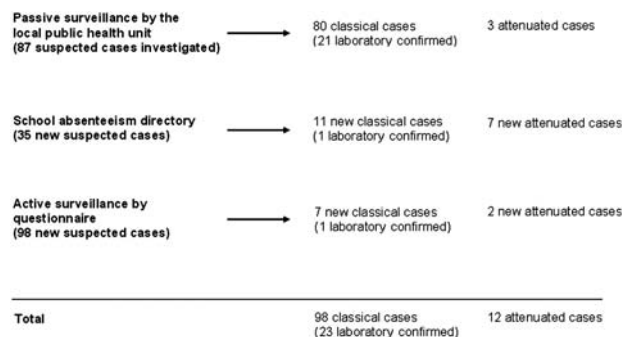 Passive surveillance by the
local public health unit
(87 suspected cases investigated)
80 classical cases
(21 laboratory confirmed)
3 attenuated cases
School absenteeism directory
(35 new suspected cases)
11 new classical cases
(1 laboratory confirmed)
7 new attenuated cases
Active surveillance by
questionnaire
(98 new suspected cases)
7 new classical cases
(1 laboratory confirmed)
2 new attenuated cases
Total
98 classical cases
(23 laboratory confirmed)
12 attenuated cases